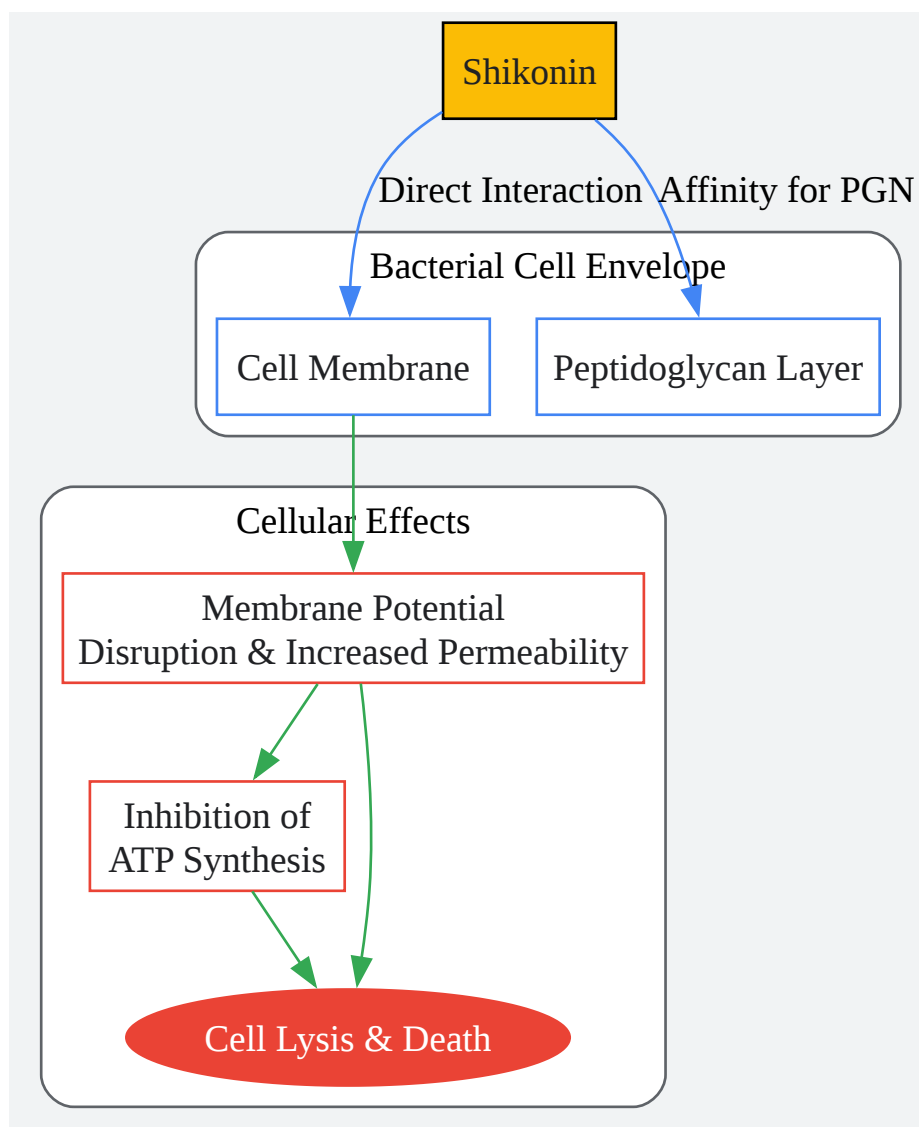 Shikonin
Direct Interaction
Affinity for PGN
Bacterial Cell Envelope
Cell Membrane
Peptidoglycan Layer
Cellular Effects
Membrane Potential
Disruption & Increased Permeability
Inhibition of
ATP Synthesis
Cell Lysis & Death